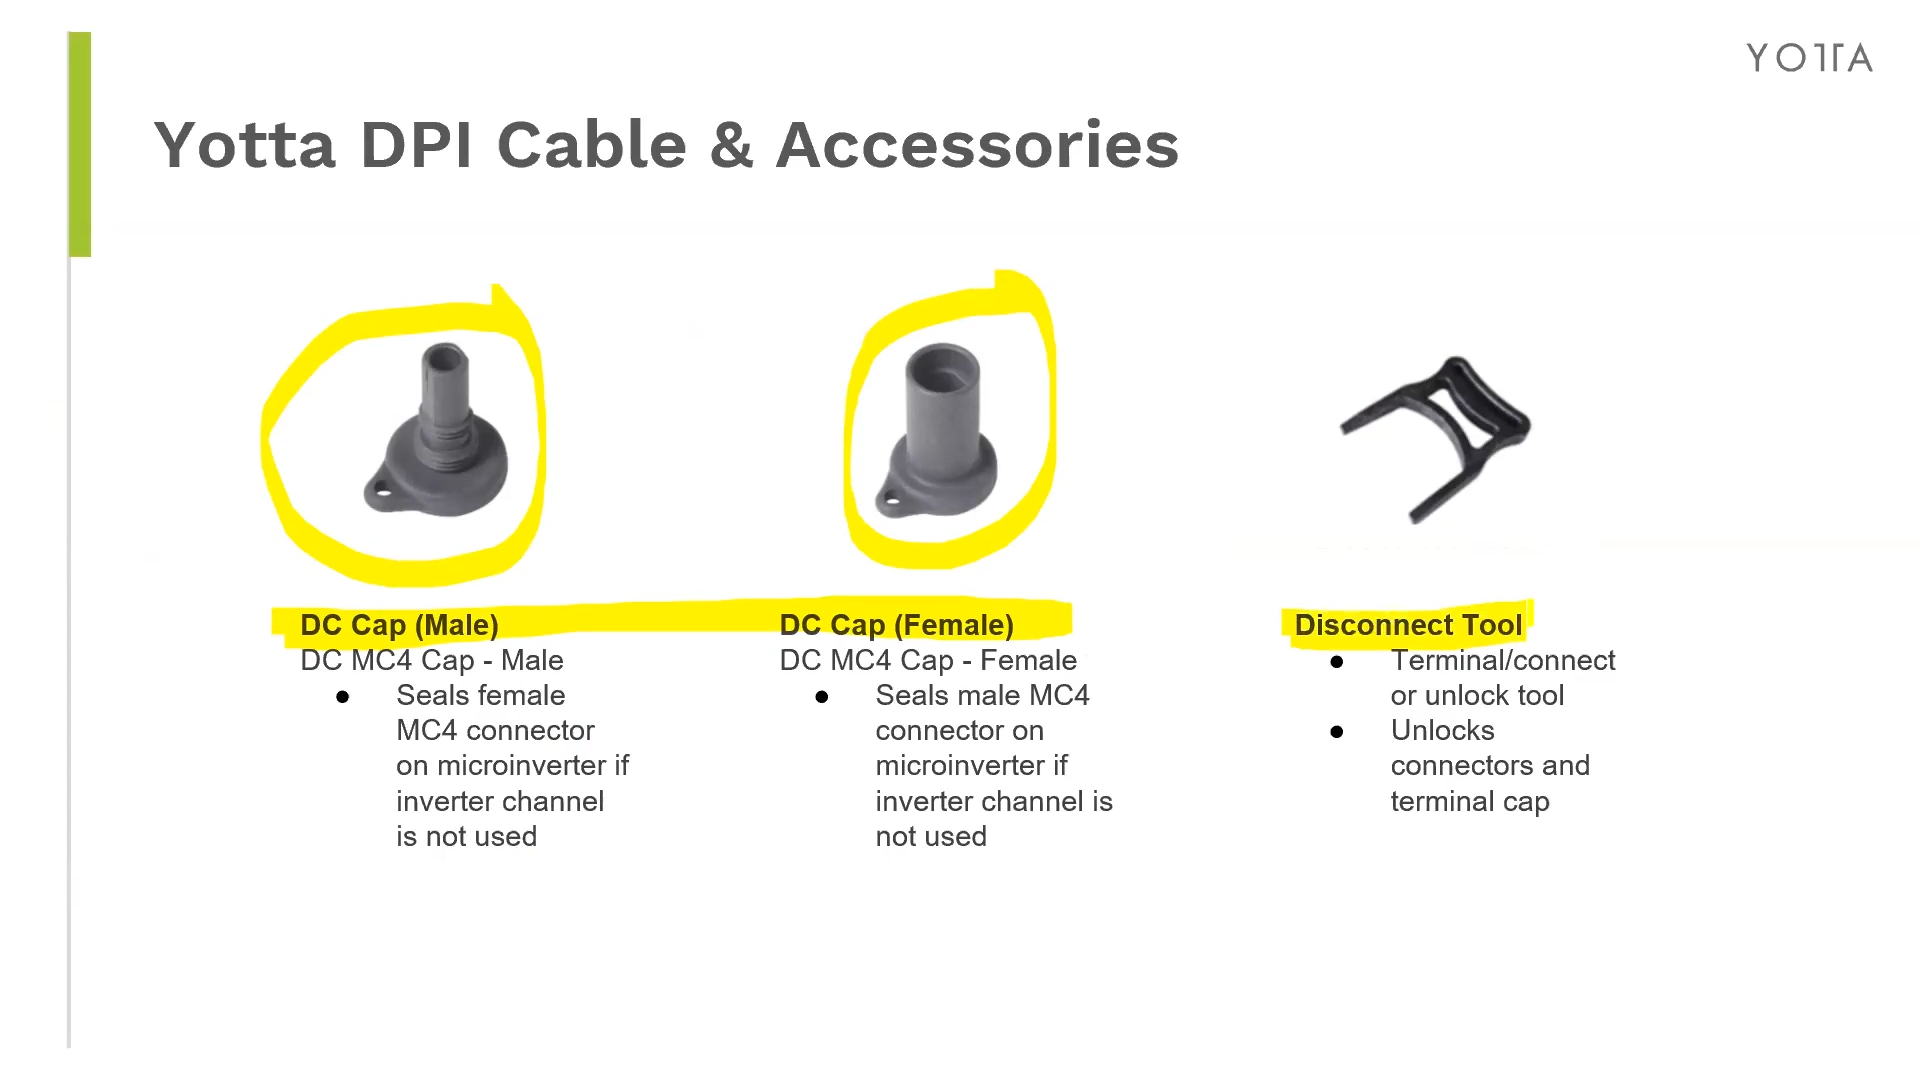 YOTTA
Yotta DPI Cable & Accessories
DC Cap (Male)
DC MC4 Cap - Male
● Seals female
MC4 connector
on microinverter if
inverter channel
is not used
DC Cap (Female)
DC MC4 Cap - Female
● Seals male MC4
connector on
microinverter if
inverter channel is
not used
Disconnect Tool
● Terminal/connect
or unlock tool
● Unlocks
connectors and
terminal cap